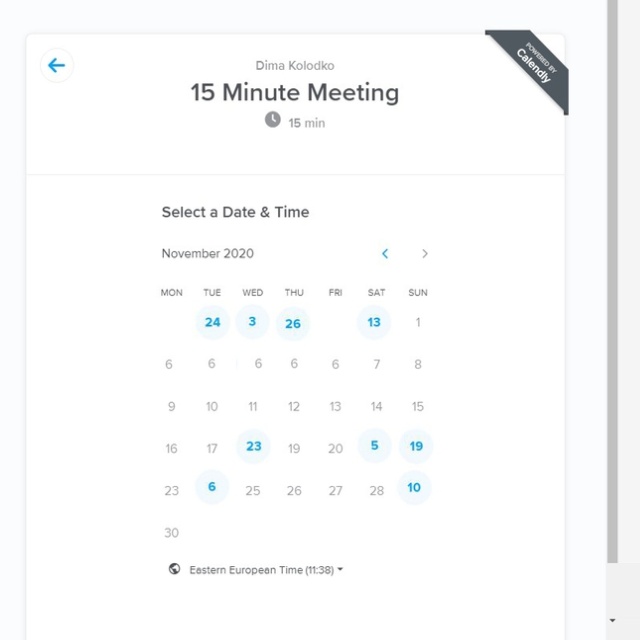 Dima Kolodko
15 Minute Meeting
15 min
POWERED BY
Calendly
Select a Date & Time
November 2020
MON TUE WED THU FRI SAT SUN
24 3 26 13 1
6 6 6 6 6 7 8
9 10 11 12 13 14 15
16 17 23 19 20 5 19
23 6 25 26 27 28 10
30
Eastern European Time (11:38)